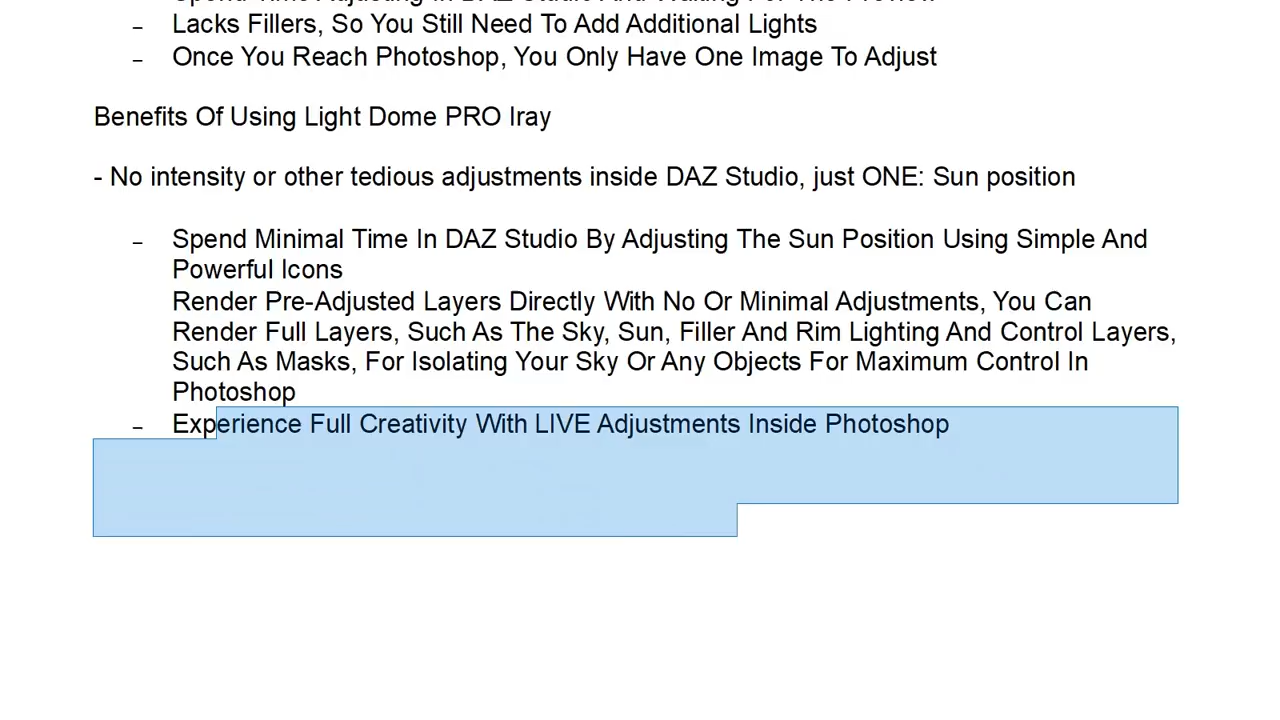 – Lacks Fillers, So You Still Need To Add Additional Lights
– Once You Reach Photoshop, You Only Have One Image To Adjust
Benefits Of Using Light Dome PRO Iray
- No intensity or other tedious adjustments inside DAZ Studio, just ONE: Sun position
– Spend Minimal Time In DAZ Studio By Adjusting The Sun Position Using Simple And
Powerful Icons
Render Pre-Adjusted Layers Directly With No Or Minimal Adjustments, You Can
Render Full Layers, Such As The Sky, Sun, Filler And Rim Lighting And Control Layers,
Such As Masks, For Isolating Your Sky Or Any Objects For Maximum Control In
Photoshop
– Experience Full Creativity With LIVE Adjustments Inside Photoshop